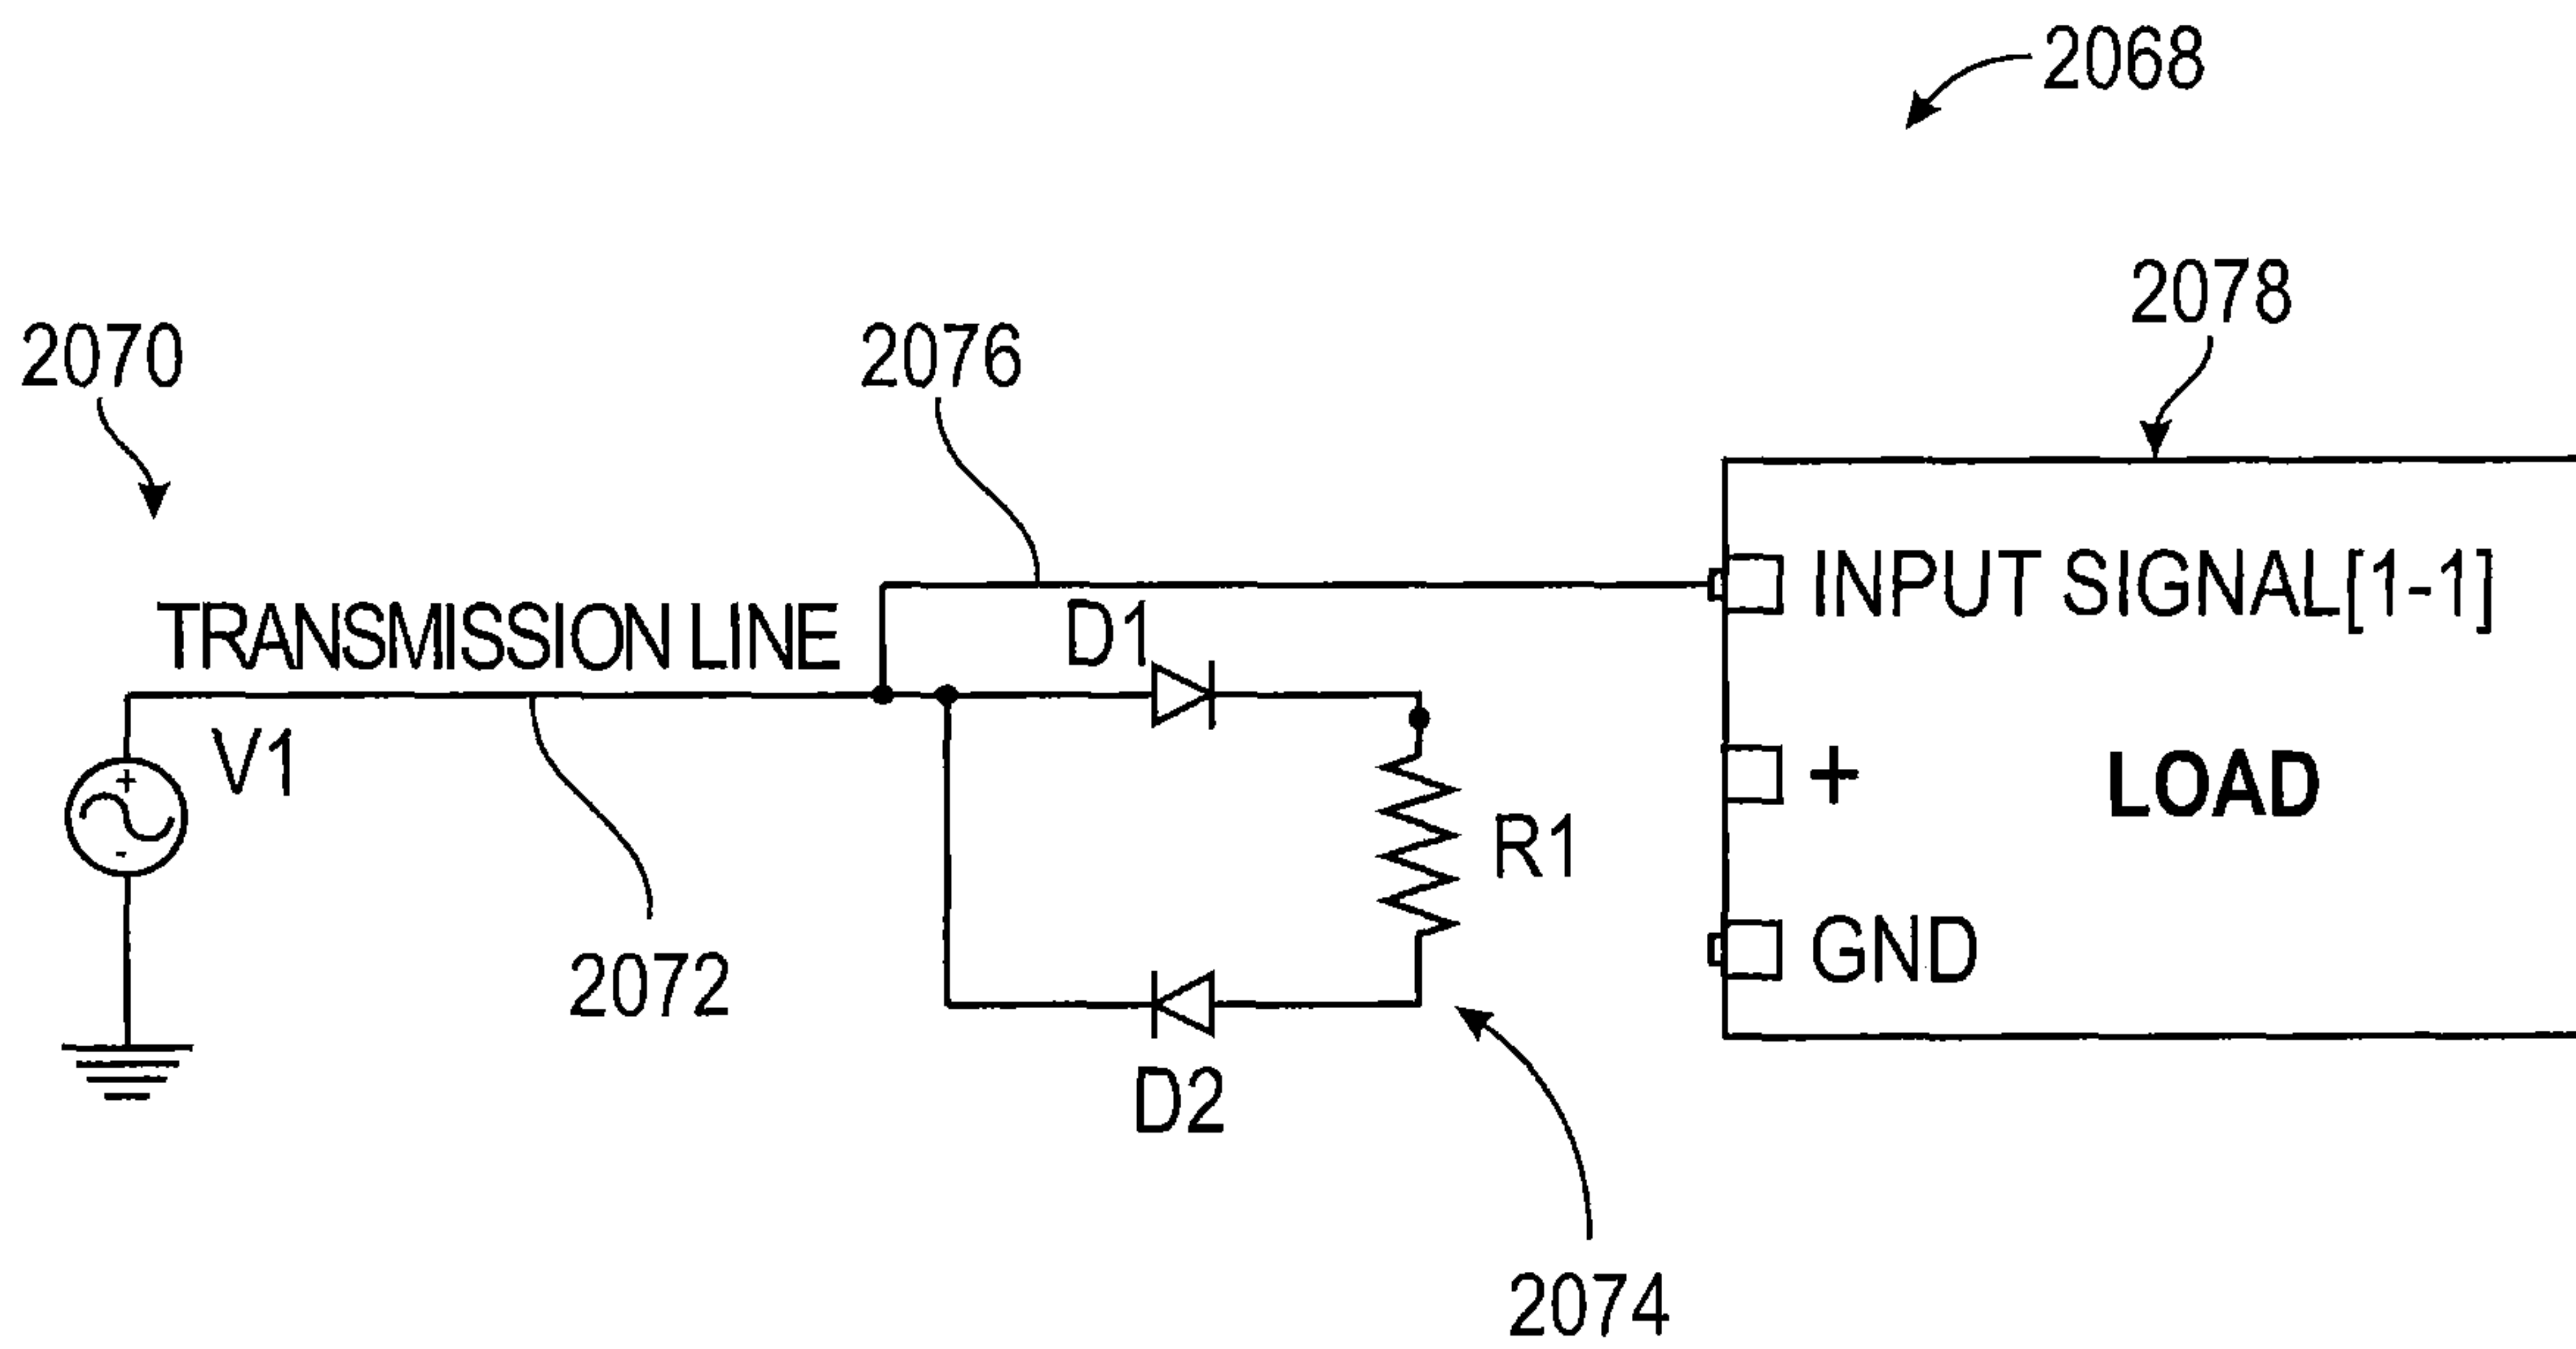 2068
2078
2070
2076
INPUT SIGNAL[1-1]
TRANSMISSION LINE
D1
V1
+
+
LOAD
-
R1
GND
2072
D2
2074